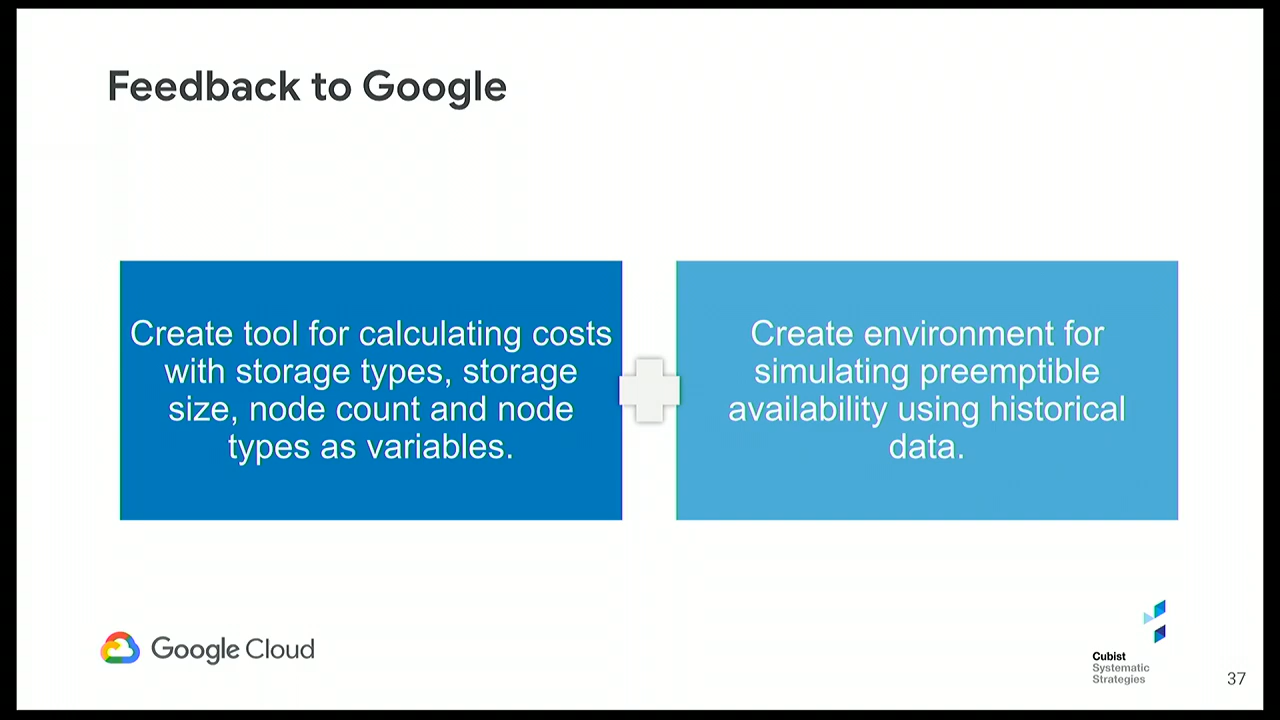 Feedback to Google
Create tool for calculating costs
with storage types, storage
size, node count and node
types as variables.
Create environment for
simulating preemptible
availability using historical
data.
Google Cloud
Cubist
Systematic
Strategies
37